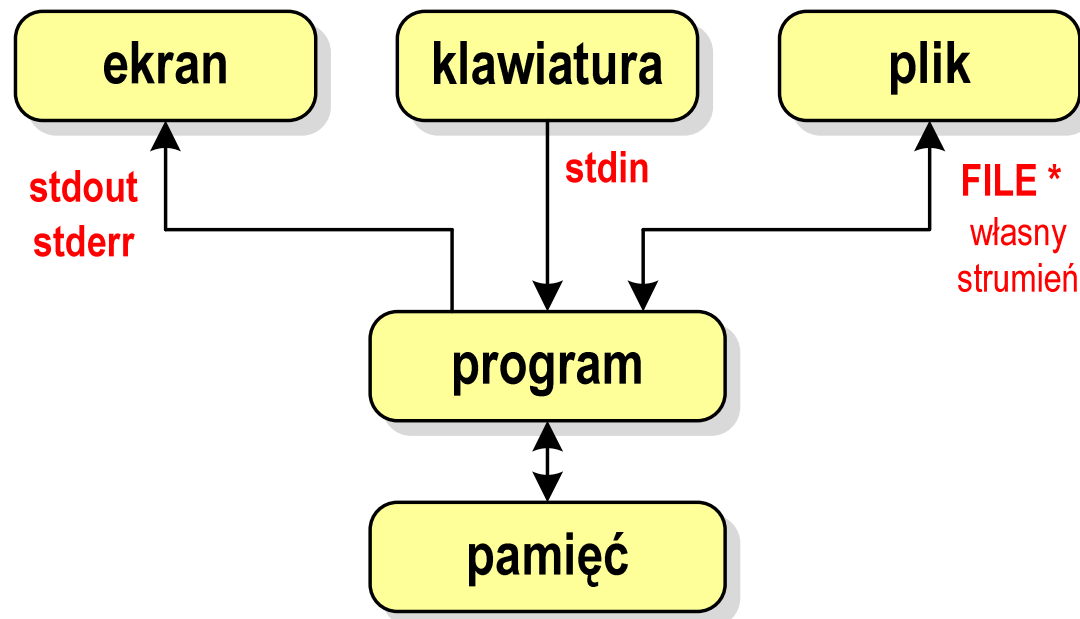 ekran
klawiatura
plik
stdout
stderr
stdin
FILE *
własny
strumień
program
pamięć